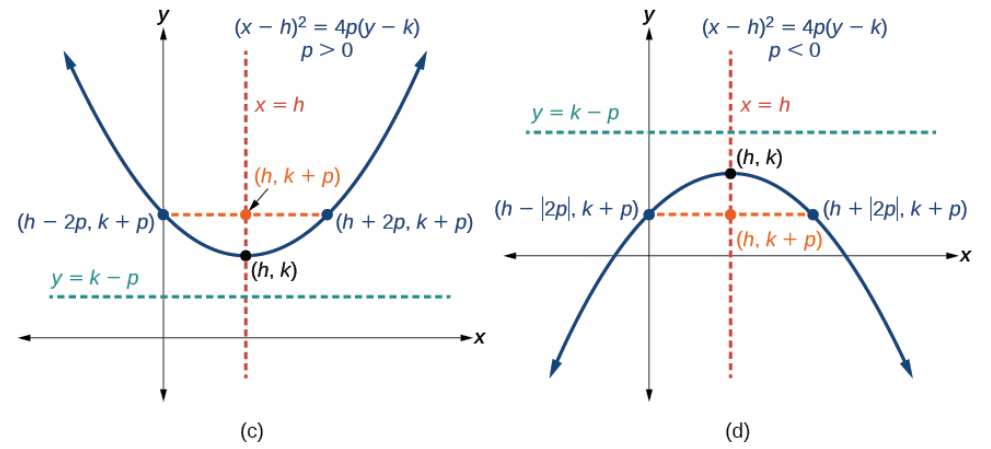 y
(x − h)² = 4p(y − k)
p > 0
x = h
(h, k + p)
(h − 2p, k + p)
(h + 2p, k + p)
(h, k)
y = k − p
x
(c)
y
(x − h)² = 4p(y − k)
p < 0
x = h
y = k − p
(h, k)
(h − |2p|, k + p)
(h + |2p|, k + p)
(h, k + p)
x
(d)